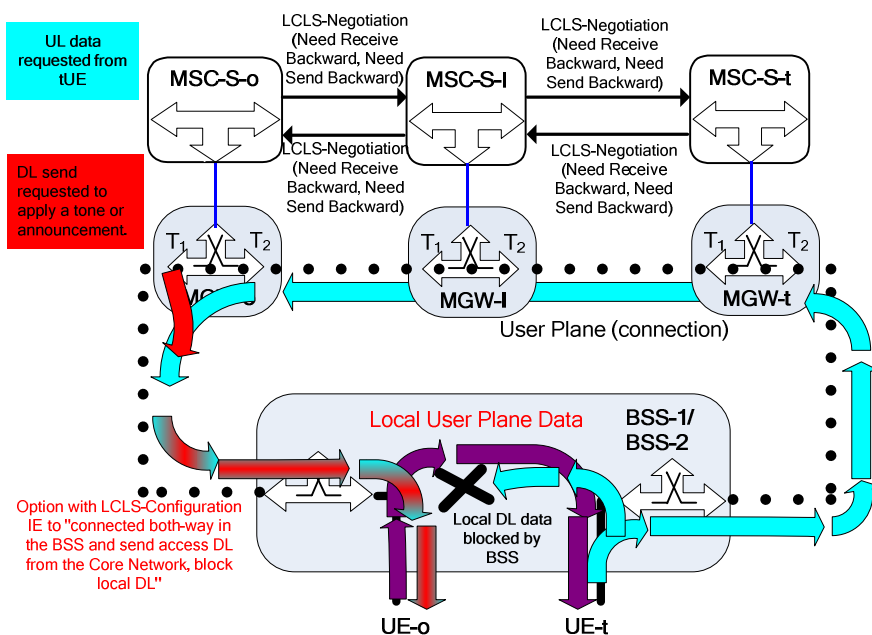 UL data
requested from
tUE
LCLS-Negotiation
(Need Receive
Backward, Need
Send Backward)
LCLS-Negotiation
(Need Receive
Backward, Need
Send Backward)
MSC-S-o
MSC-S-I
MSC-S-t
LCLS-Negotiation
(Need Receive
Backward, Need
Send Backward)
LCLS-Negotiation
(Need Receive
Backward, Need
Send Backward)
DL send
requested to
apply a tone or
announcement.
T1 T2
T1 T2
T1 T2
MGW-I
MGW-t
User Plane (connection)
Local User Plane Data
BSS-1/
BSS-2
Option with LCLS-Configuration
IE to "connected both-way in
the BSS and send access DL
from the Core Network, block
local DL"
Local DL data
blocked by
BSS
UE-o
UE-t